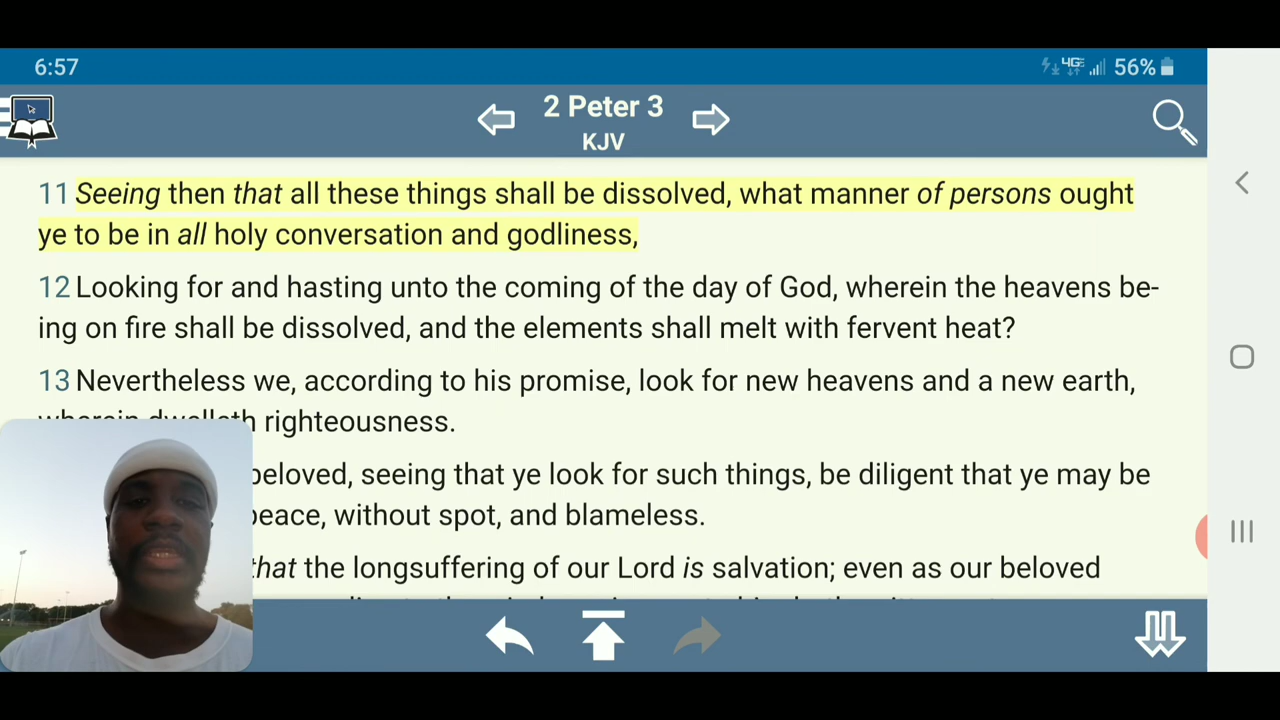 6:57
4G 56%
2 Peter 3
KJV
11 Seeing then that all these things shall be dissolved, what manner of persons ought
ye to be in all holy conversation and godliness,
12 Looking for and hasting unto the coming of the day of God, wherein the heavens be-
ing on fire shall be dissolved, and the elements shall melt with fervent heat?
13 Nevertheless we, according to his promise, look for new heavens and a new earth,
wherein dwelleth righteousness.
beloved, seeing that ye look for such things, be diligent that ye may be
peace, without spot, and blameless.
that the longsuffering of our Lord is salvation; even as our beloved